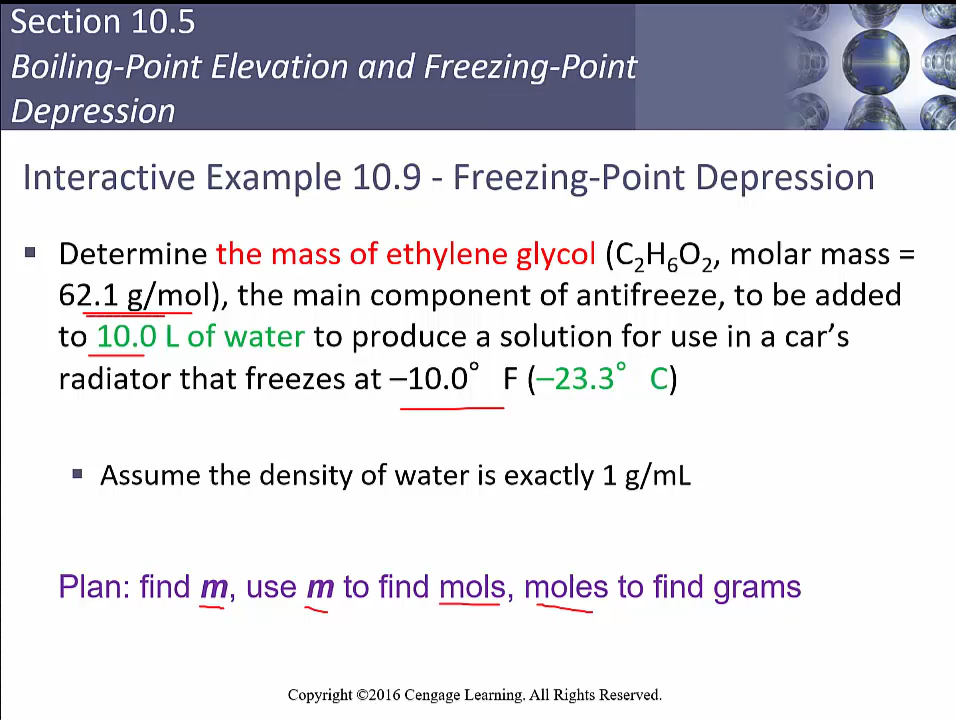 Section 10.5
Boiling-Point Elevation and Freezing-Point
Depression
Interactive Example 10.9 - Freezing-Point Depression
▪ Determine the mass of ethylene glycol (C₂H₆O₂, molar mass =
62.1 g/mol), the main component of antifreeze, to be added
to 10.0 L of water to produce a solution for use in a car’s
radiator that freezes at –10.0° F (–23.3° C)
▪ Assume the density of water is exactly 1 g/mL
Plan: find m, use m to find mols, moles to find grams
Copyright ©2016 Cengage Learning. All Rights Reserved.